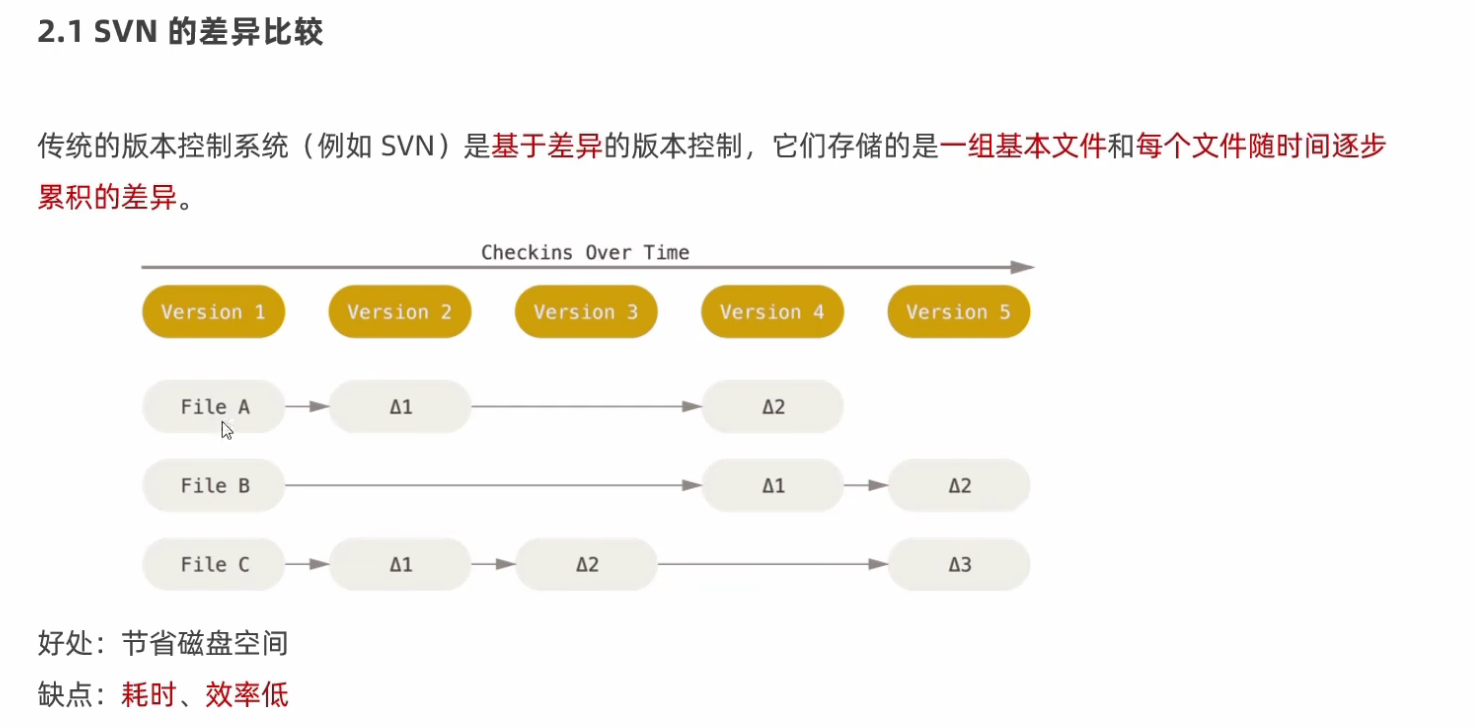 2.1 SVN 的差异比较
传统的版本控制系统（例如 SVN）是基于差异的版本控制，它们存储的是一组基本文件和每个文件随时间逐步
累积的差异。
Checkins Over Time
Version 1 Version 2 Version 3 Version 4 Version 5
File A Δ1 Δ2
File B Δ1 Δ2
File C Δ1 Δ2 Δ3
好处：节省磁盘空间
缺点：耗时、效率低